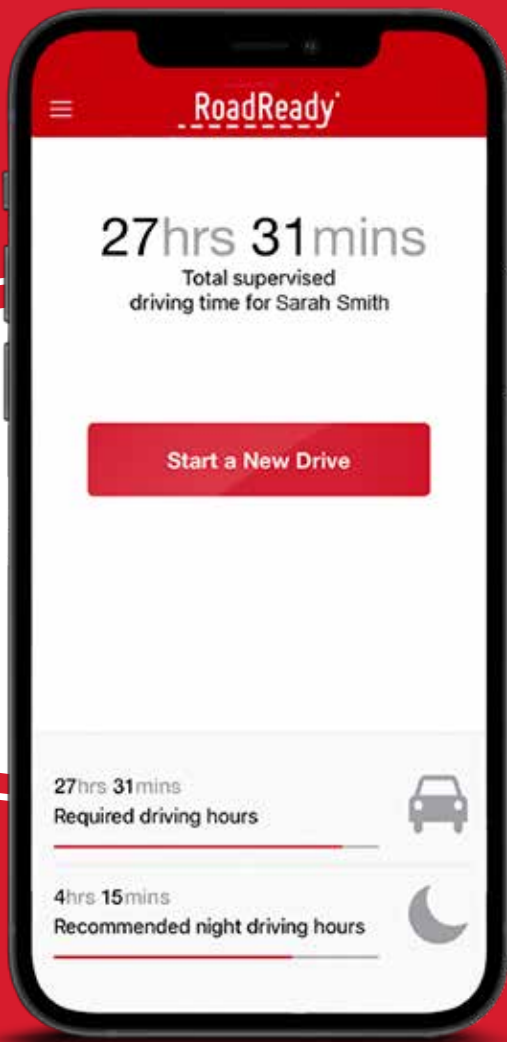 RoadReady®
27hrs 31mins
Total supervised
driving time for Sarah Smith
Start a New Drive
27hrs 31mins
Required driving hours
4hrs 15mins
Recommended night driving hours